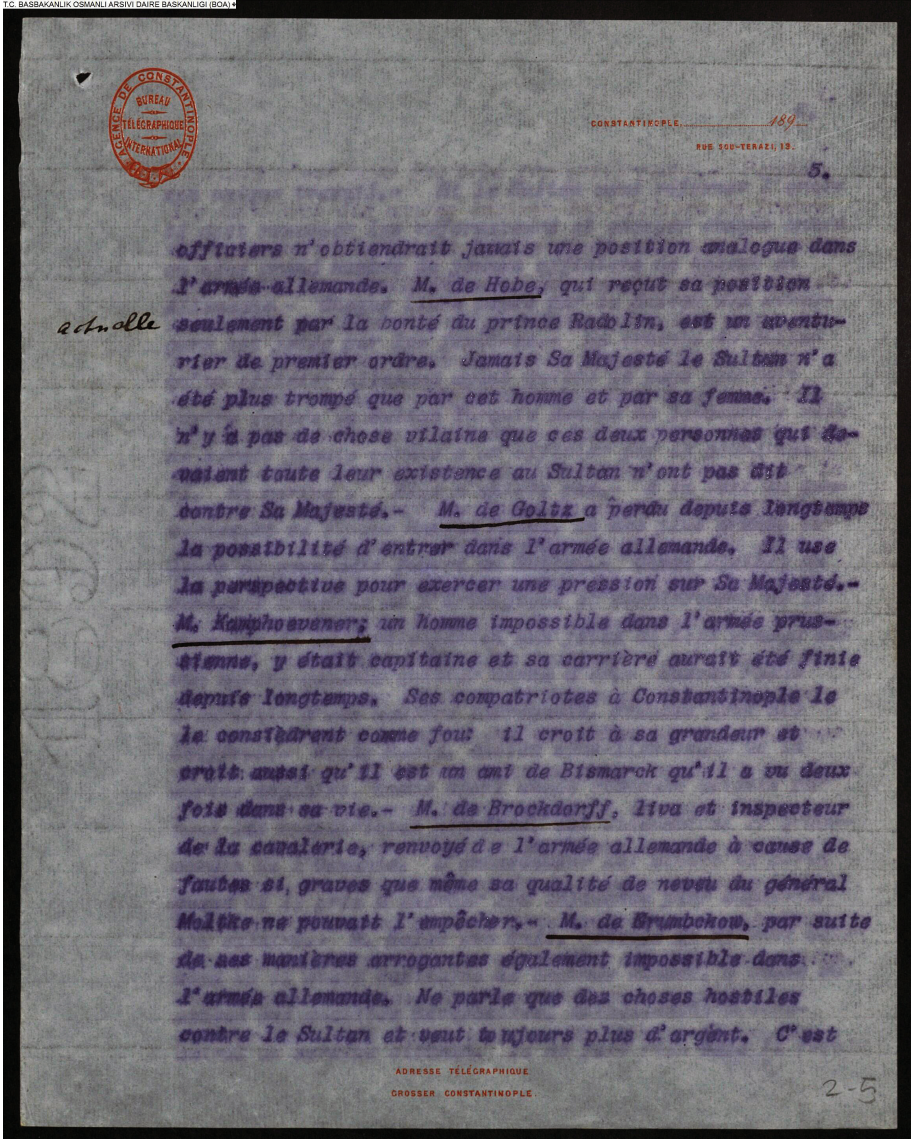 T.C. BASBAKANLIK OSMANLI ARSIVI DAIRE BASKANLIGI (BOA)
AGENCE DE CONSTANTINOPLE
BUREAU
TÉLÉGRAPHIQUE
INTERNATIONAL
CONSTANTINOPLE, 189
RUE SOU-TERAZI, 13.
5.
officiers n'obtiendrait jamais une position analogue dans
l'armée allemande. M. de Hobe, qui reçut sa position
actuelle
seulement par la bonté du prince Radolin, est un aventu-
rier de premier ordre. Jamais Sa Majesté le Sultan n'a
été plus trompé que par cet homme et par sa femme. Il
n'y a pas de chose vilaine que ces deux personnes qui de-
vaient toute leur existence au Sultan n'ont pas dit
contre Sa Majesté.- M. de Goltz a perdu depuis longtemps
la possibilité d'entrer dans l'armée allemande. Il use
la perspective pour exercer une pression sur Sa Majesté.-
M. Kamphoevener; un homme impossible dans l'armée prus-
sienne, y était capitaine et sa carrière aurait été finie
depuis longtemps. Ses compatriotes à Constantinople le
le considèrent comme fou: il croit à sa grandeur et
croit aussi qu'il est un ami de Bismarck qu'il a vu deux
fois dans sa vie.- M. de Brockdorff, liva et inspecteur
de la cavalerie, renvoyé de l'armée allemande à cause de
fautes si graves que même sa qualité de neveu du général
Moltke ne pouvait l'empêcher.- M. de Grumbckow, par suite
de ses manières arrogantes également impossible dans
l'armée allemande. Ne parle que des choses hostiles
contre le Sultan et veut toujours plus d'argent. C'est
ADRESSE TÉLÉGRAPHIQUE
GROSSER CONSTANTINOPLE.
2-5